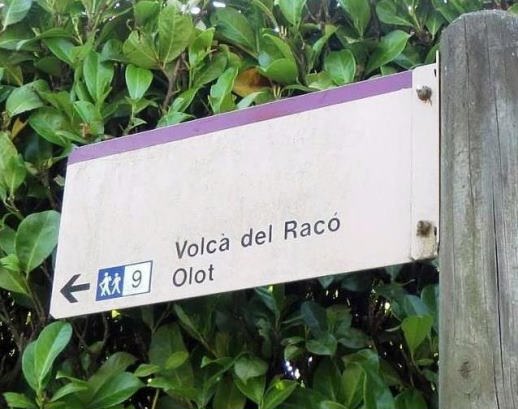 Volcà del Racó
9 Olot